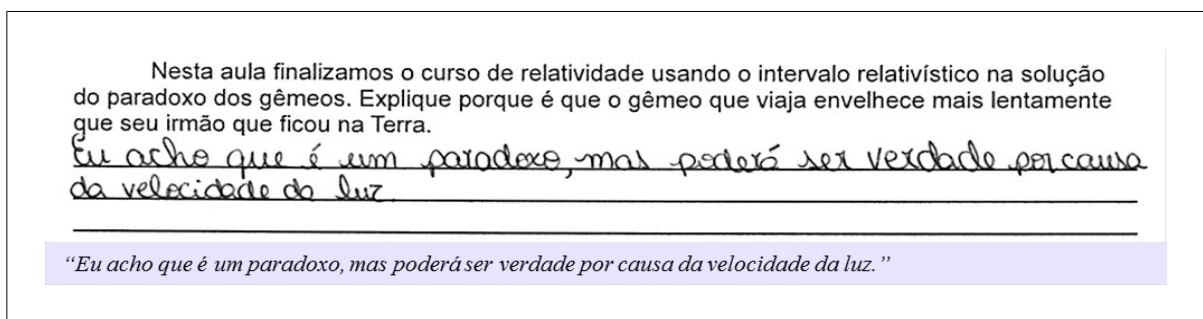 Nesta aula finalizamos o curso de relatividade usando o intervalo relativístico na solução
do paradoxo dos gêmeos. Explique porque é que o gêmeo que viaja envelhece mais lentamente
que seu irmão que ficou na Terra.
Eu acho que é um paradoxo, mas poderá ser verdade por causa
da velocidade da luz
“Eu acho que é um paradoxo, mas poderá ser verdade por causa da velocidade da luz.”